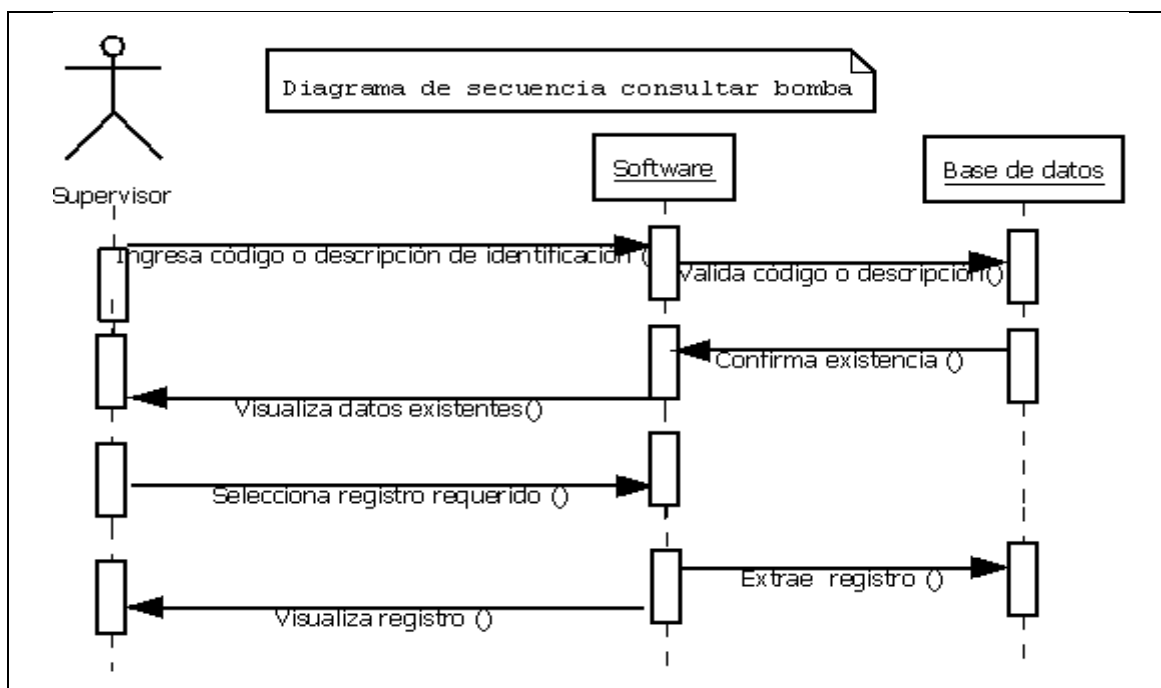 Diagrama de secuencia consultar bomba
Supervisor
Software
Base de datos
Ingresa código o descripción de identificación ()
Valida código o descripción()
Confirma existencia ()
Visualiza datos existentes()
Selecciona registro requerido ()
Extrae registro ()
Visualiza registro ()